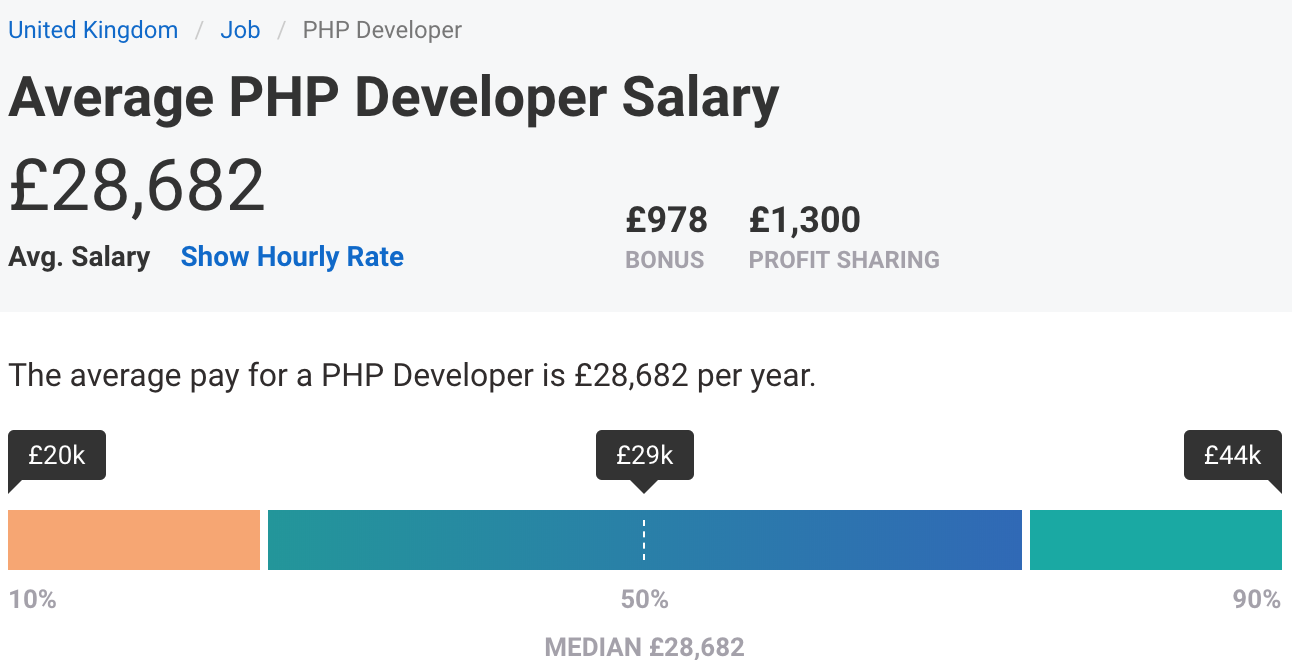 United Kingdom / Job / PHP Developer
Average PHP Developer Salary
£28,682
Avg. Salary Show Hourly Rate
£978 £1,300
BONUS PROFIT SHARING
The average pay for a PHP Developer is £28,682 per year.
£20k £29k £44k
10% 50% 90%
MEDIAN £28,682